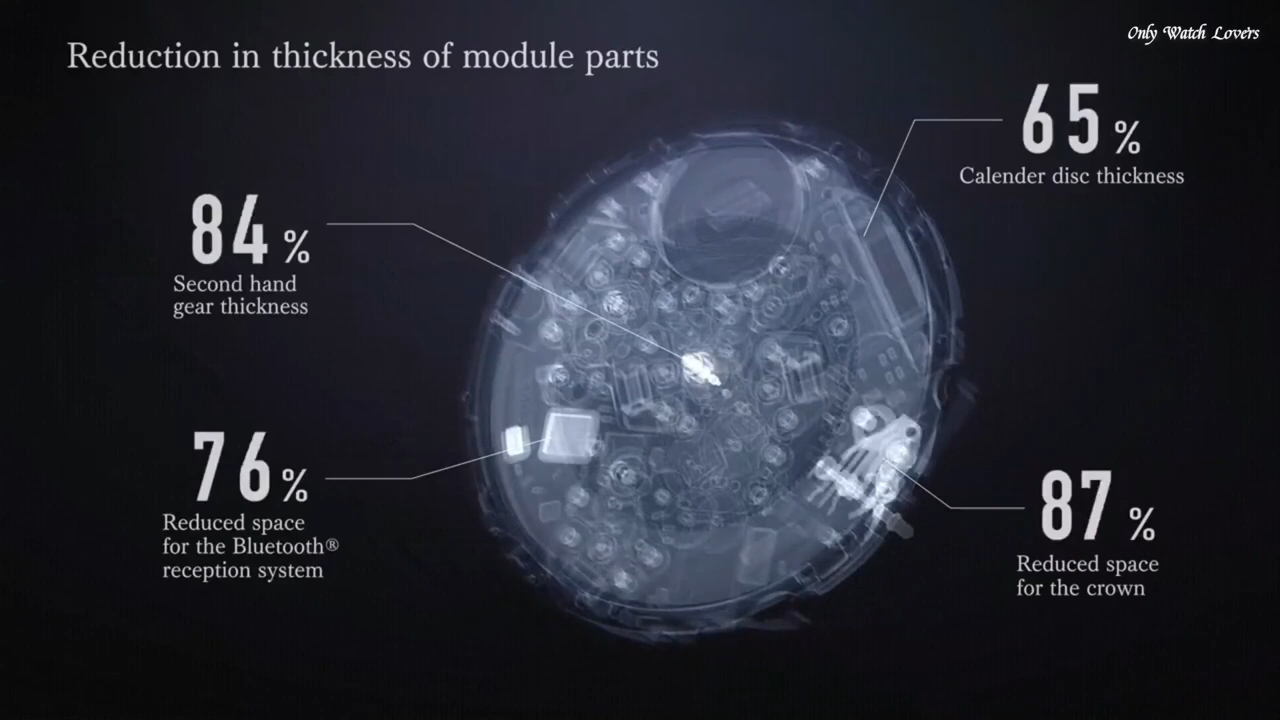 Only Watch Lovers
Reduction in thickness of module parts
65 %
Calender disc thickness
84 %
Second hand
gear thickness
76 %
Reduced space
for the Bluetooth®
reception system
87 %
Reduced space
for the crown